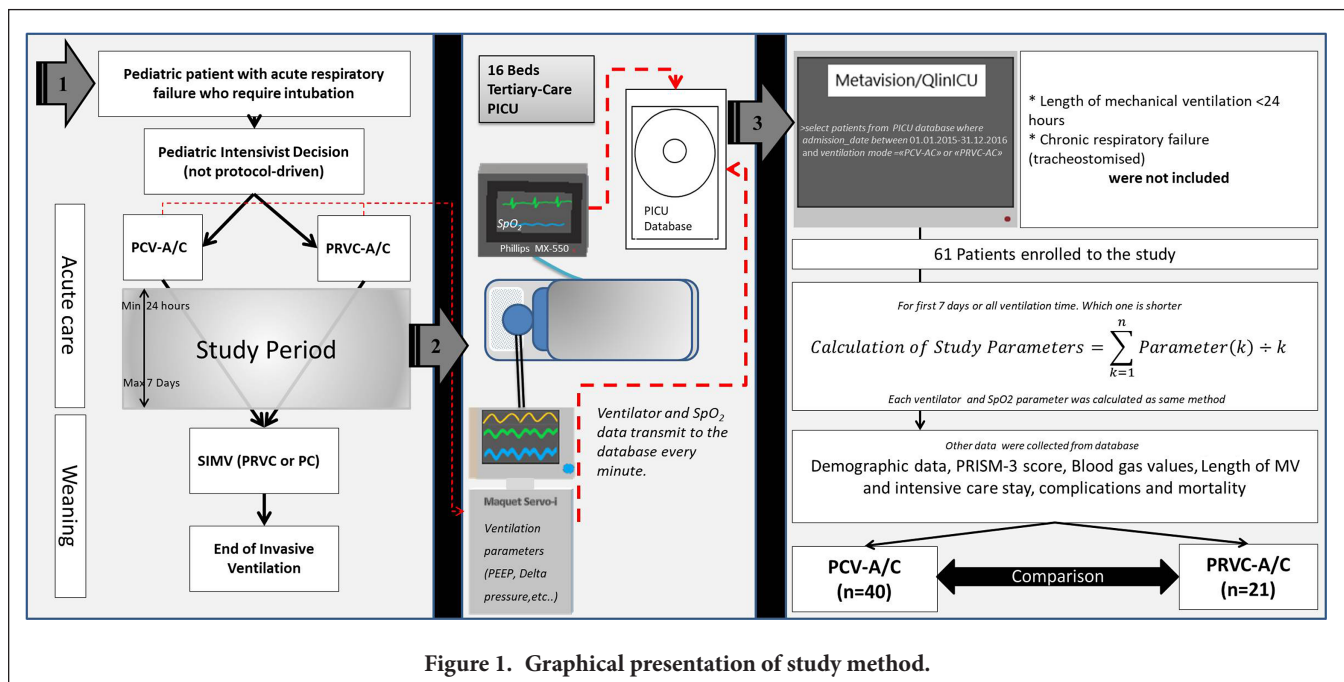 1
Pediatric patient with acute respiratory
failure who require intubation
Pediatric Intensivist Decision
(not protocol-driven)
PCV-A/C
PRVC-A/C
Acute care
Min 24 hours
Study Period
Max 7 Days
Weaning
SIMV (PRVC or PC)
End of Invasive
Ventilation
2
16 Beds
Tertiary-Care
PICU
SpO2
Phillips MX-550
PICU
Database
Ventilator and SpO2
data transmit to the
database every
minute.
Maquet Servo-i
Ventilation
parameters
(PEEP, Delta
pressure,etc..)
3
Metavision/QlinICU
>select patients from PICU database where
admission_date between 01.01.2015-31.12.2016
and ventilation mode =«PCV-AC» or «PRVC-AC»
* Length of mechanical ventilation <24
hours
* Chronic respiratory failure
(tracheostomised)
were not included
61 Patients enrolled to the study
For first 7 days or all ventilation time. Which one is shorter
Calculation of Study Parameters = ∑ n k=1 Parameter(k) ÷ k
Each ventilator and SpO2 parameter was calculated as same method
Other data were collected from database
Demographic data, PRISM-3 score, Blood gas values, Length of MV
and intensive care stay, complications and mortality
PCV-A/C
(n=40)
Comparison
PRVC-A/C
(n=21)
Figure 1. Graphical presentation of study method.